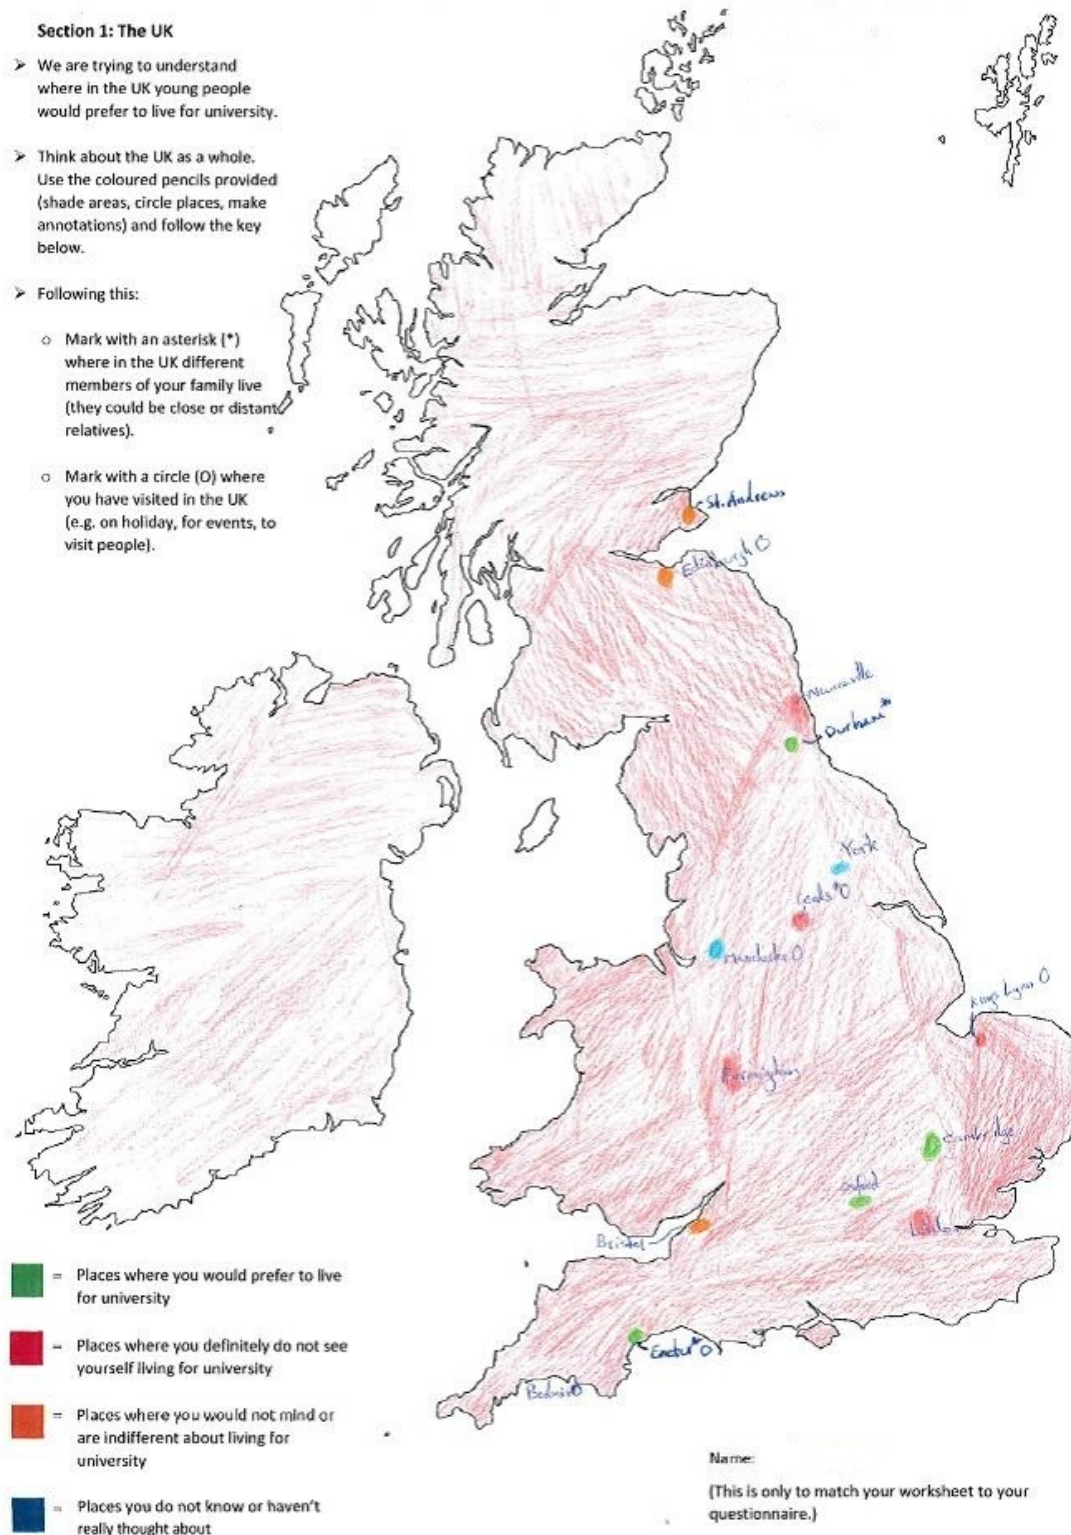 Section 1: The UK
➢ We are trying to understand
where in the UK young people
would prefer to live for university.
➢ Think about the UK as a whole.
Use the coloured pencils provided
(shade areas, circle places, make
annotations) and follow the key
below.
➢ Following this:
o Mark with an asterisk (*)
where in the UK different
members of your family live
(they could be close or distant
relatives).
o Mark with a circle (O) where
you have visited in the UK
(e.g. on holiday, for events, to
visit people).
St. Andrews
Edinburgh O
Durham*
York
Leeds *O
Manchester O
Kings Lynn O
Birmingham
Cambridge
Oxford
London
Bristol
Exeter*O
Bodmin O
= Places where you would prefer to live
for university
= Places where you definitely do not see
yourself living for university
= Places where you would not mind or
are indifferent about living for
university
= Places you do not know or haven't
really thought about
Name:
(This is only to match your worksheet to your
questionnaire.)